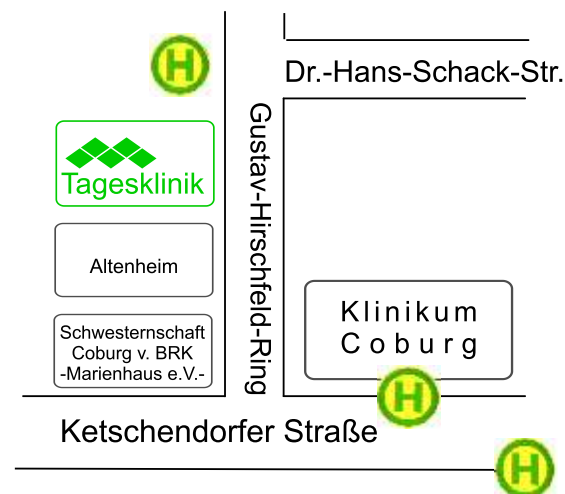 H
Dr.-Hans-Schack-Str.
Gustav-Hirschfeld-Ring
Tagesklinik
Altenheim
Schwesternschaft
Coburg v. BRK
-Marienhaus e.V.-
Klinikum
Coburg
H
Ketschendorfer Straße
H